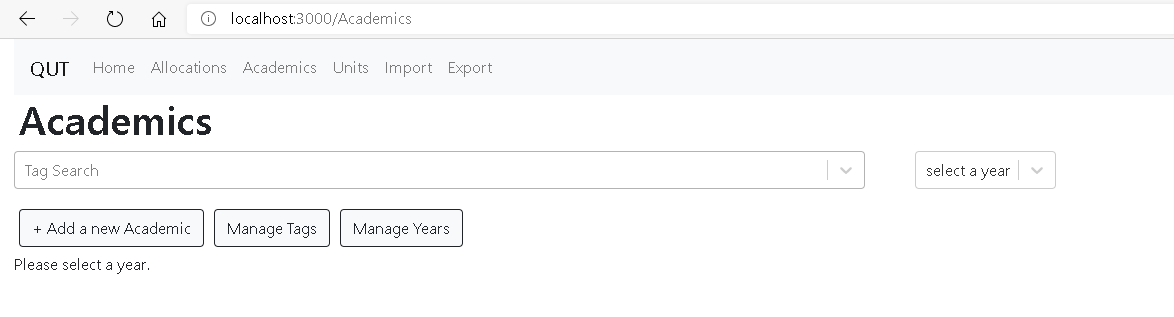 localhost:3000/Academics
QUT Home Allocations Academics Units Import Export
Academics
Tag Search select a year
+ Add a new Academic Manage Tags Manage Years
Please select a year.